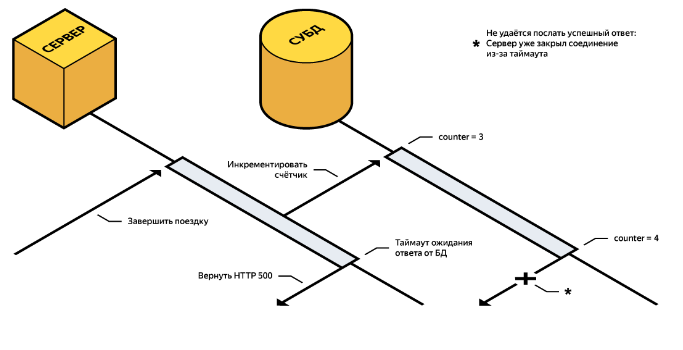 СЕРВЕР
СУБД
Не удаётся послать успешный ответ:
* Сервер уже закрыл соединение
из-за таймаута
counter = 3
Инкрементировать
счётчик
Завершить поездку
Таймаут ожидания
ответа от БД
counter = 4
Вернуть HTTP 500
*